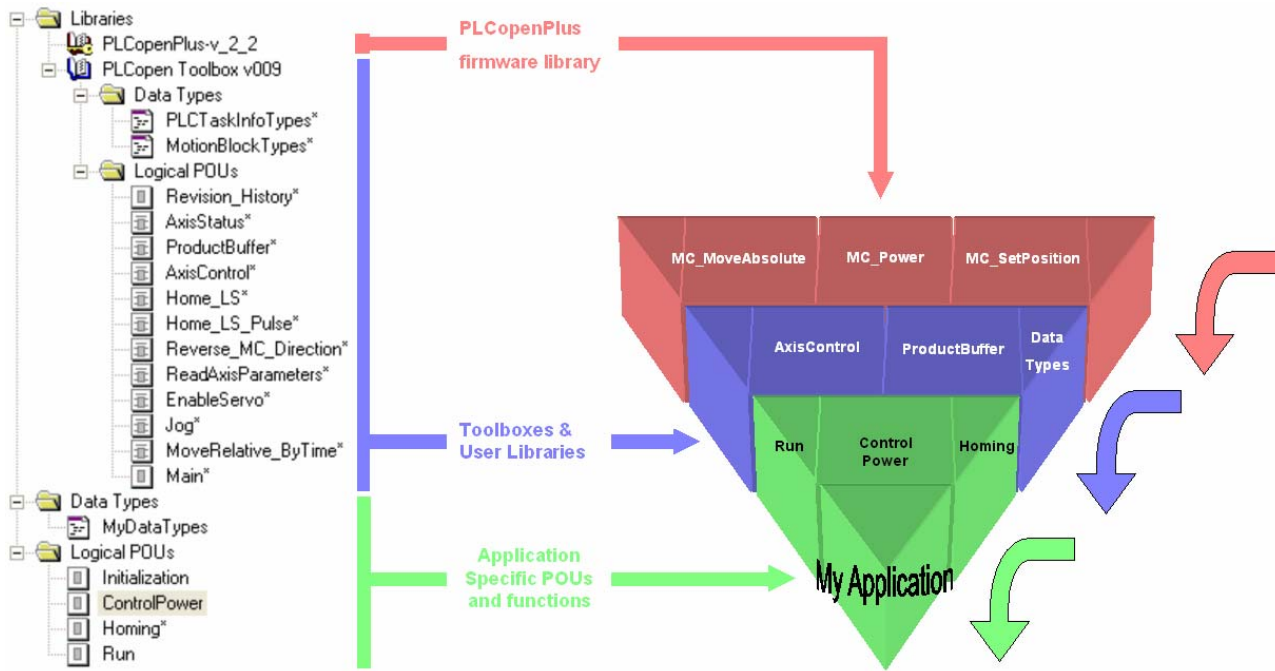 Libraries
PLCopenPlus-v_2_2
PLCopen Toolbox v009
Data Types
PLCTaskInfoTypes*
MotionBlockTypes*
Logical POUs
Revision_History*
AxisStatus*
ProductBuffer*
AxisControl*
Home_LS*
Home_LS_Pulse*
Reverse_MC_Direction*
ReadAxisParameters*
EnableServo*
Jog*
MoveRelative_ByTime*
Main*
Data Types
MyDataTypes
Logical POUs
Initialization
ControlPower
Homing*
Run
PLCopenPlus
firmware library
Toolboxes &
User Libraries
Application
Specific POUs
and functions
MC_MoveAbsolute
MC_Power
MC_SetPosition
AxisControl
ProductBuffer
Data
Types
Run
Control
Power
Homing
My Application